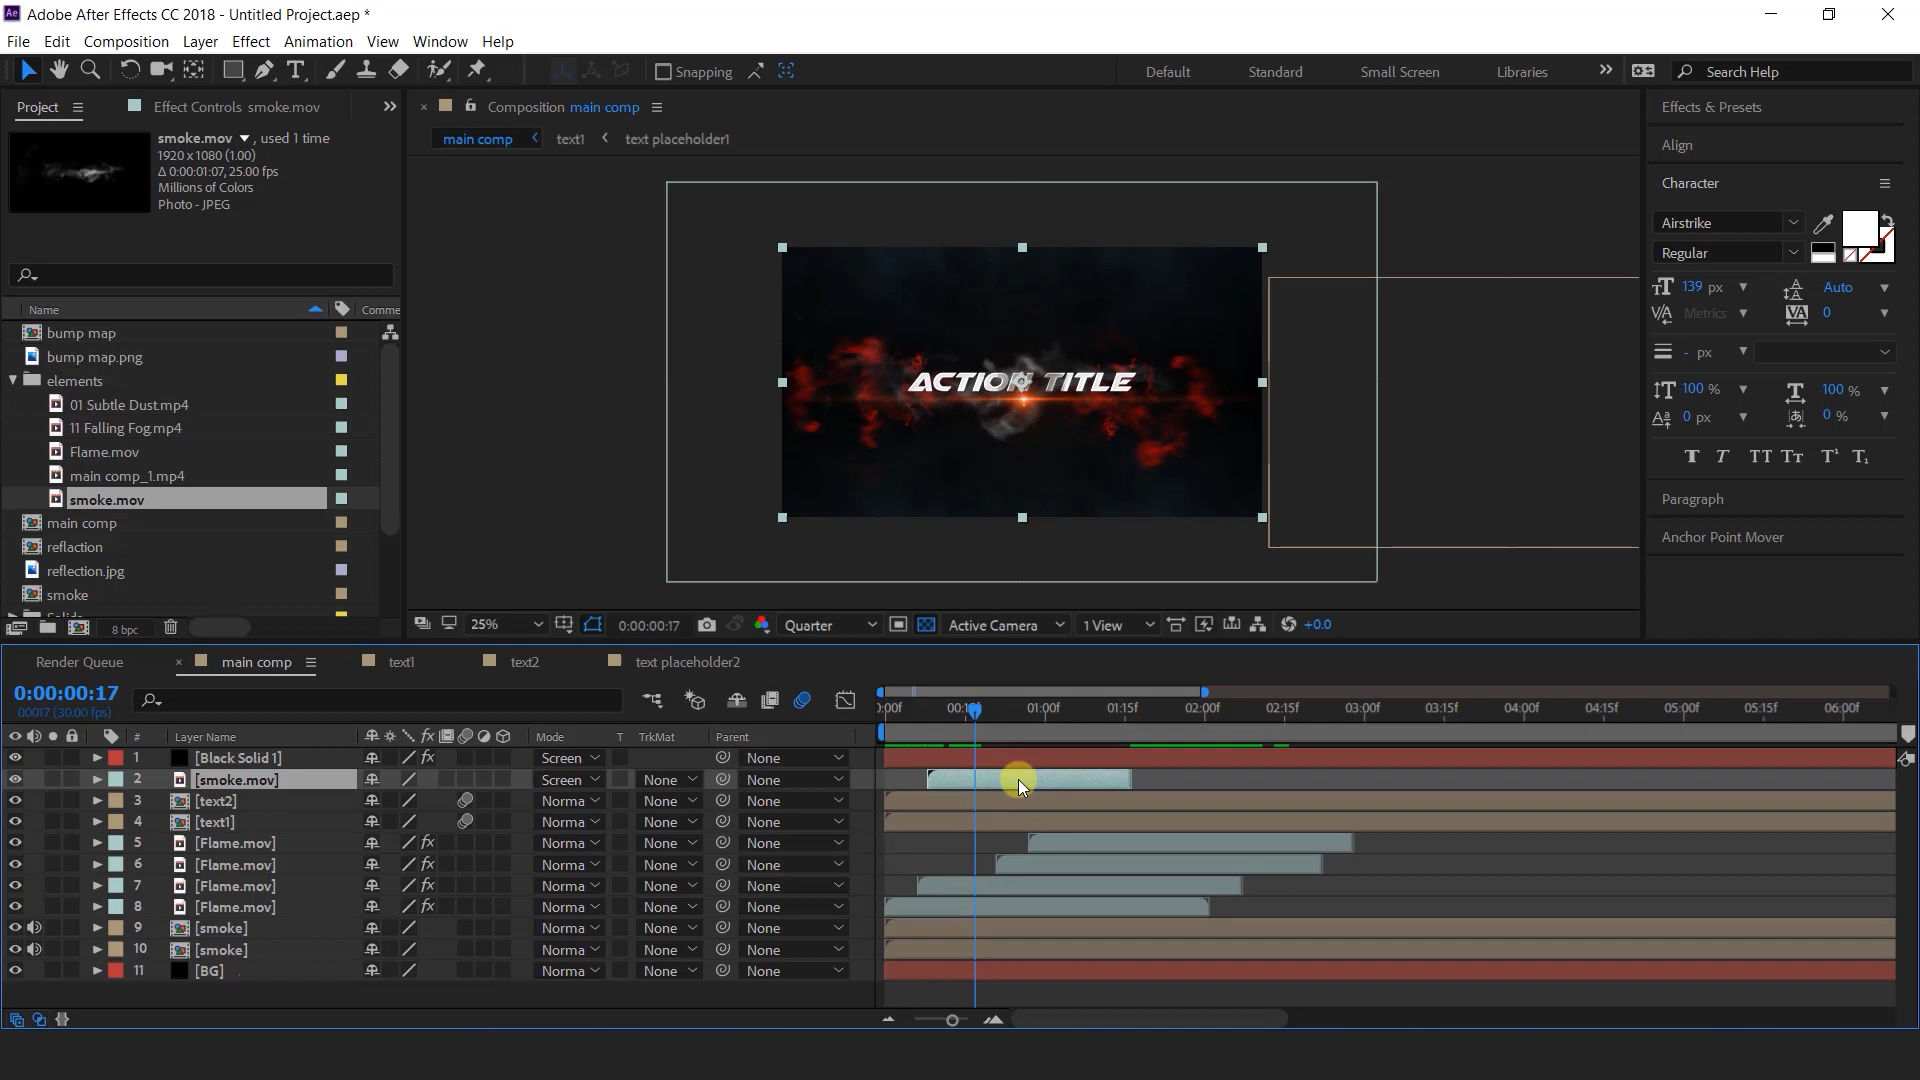 Adobe After Effects CC 2018 - Untitled Project.aep *
File Edit Composition Layer Effect Animation View Window Help
Snapping
Default Standard Small Screen Libraries
Search Help
Project
Effect Controls smoke.mov
smoke.mov , used 1 time
1920 x 1080 (1.00)
Δ 0:00:01:07, 25.00 fps
Millions of Colors
Photo - JPEG
Name Comme
bump map
bump map.png
elements
01 Subtle Dust.mp4
11 Falling Fog.mp4
Flame.mov
main comp_1.mp4
smoke.mov
main comp
reflaction
reflection.jpg
smoke
8 bpc
Composition main comp
main comp text1 text placeholder1
ACTION TITLE
25% 0:00:00:17 Quarter Active Camera 1 View +0.0
Effects & Presets
Align
Character
Airstrike
Regular
139 px Auto
Metrics 0
- px
100 % 100 %
0 px 0 %
Paragraph
Anchor Point Mover
Render Queue main comp text1 text2 text placeholder2
0:00:00:17
00017 (30.00 fps)
0:00f 00:15f 01:00f 01:15f 02:00f 02:15f 03:00f 03:15f 04:00f 04:15f 05:00f 05:15f 06:00f
# Layer Name Mode T TrkMat Parent
1 [Black Solid 1] Screen None
2 [smoke.mov] Screen None None
3 [text2] Norma None None
4 [text1] Norma None None
5 [Flame.mov] Norma None None
6 [Flame.mov] Norma None None
7 [Flame.mov] Norma None None
8 [Flame.mov] Norma None None
9 [smoke] Norma None None
10 [smoke] Norma None None
11 [BG] Norma None None